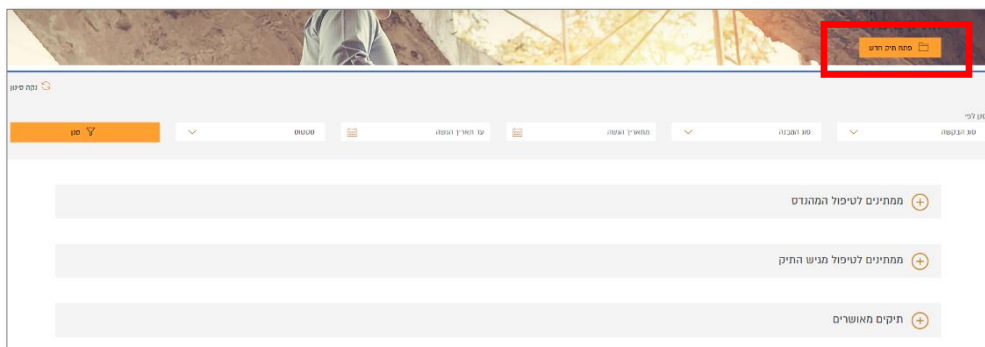 פתח תיק חדש
נקה סינון
סנן לפי
סוג הבקשה
סוג המבנה
מתאריך הגשה
עד תאריך הגשה
סטטוס
סנן
ממתינים לטיפול המהנדס
ממתינים לטיפול מגיש התיק
תיקים מאושרים